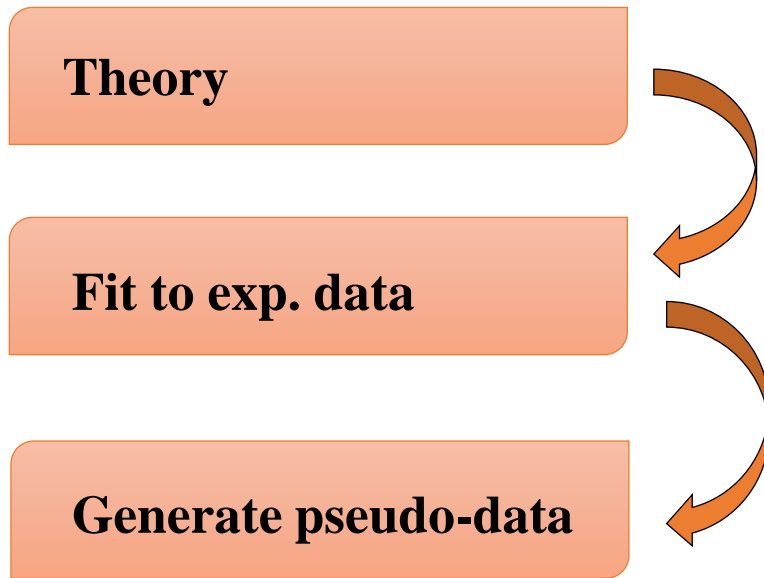 Theory
Fit to exp. data
Generate pseudo-data